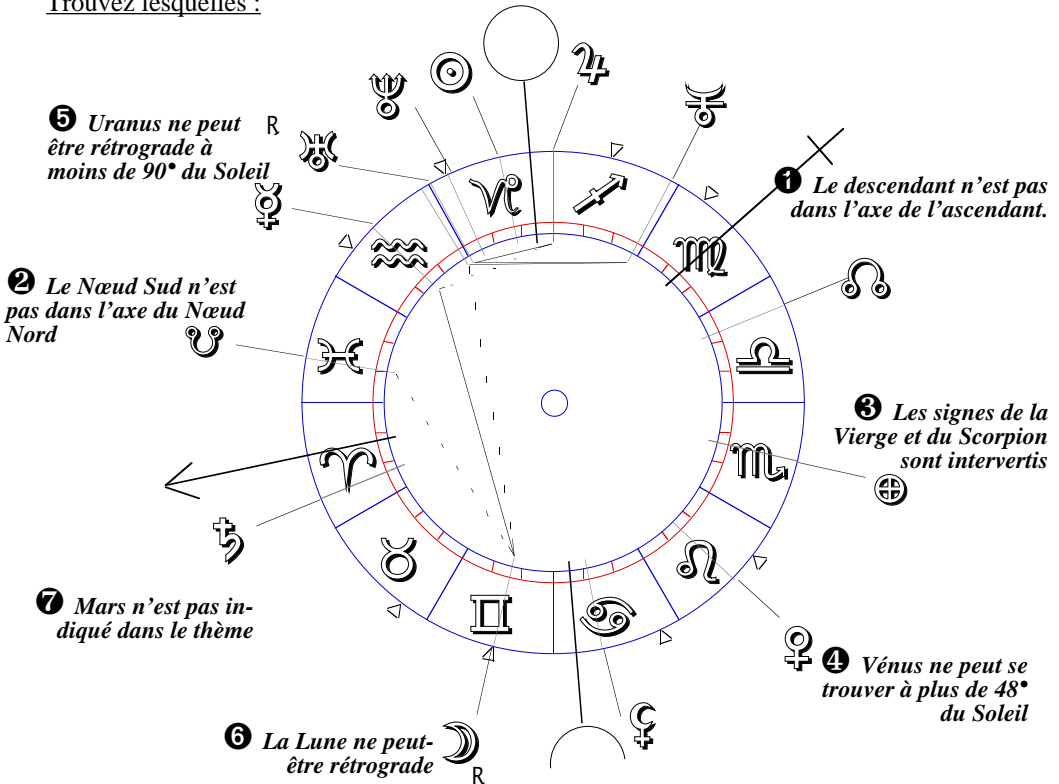 Trouvez lesquelles :
❺ Uranus ne peut
être rétrograde à
moins de 90° du Soleil
R
❶ Le descendant n'est pas
dans l'axe de l'ascendant.
❷ Le Nœud Sud n'est
pas dans l'axe du Nœud
Nord
❸ Les signes de la
Vierge et du Scorpion
sont intervertis
❼ Mars n'est pas in-
diqué dans le thème
❹ Vénus ne peut se
trouver à plus de 48°
du Soleil
❻ La Lune ne peut-
être rétrograde
R